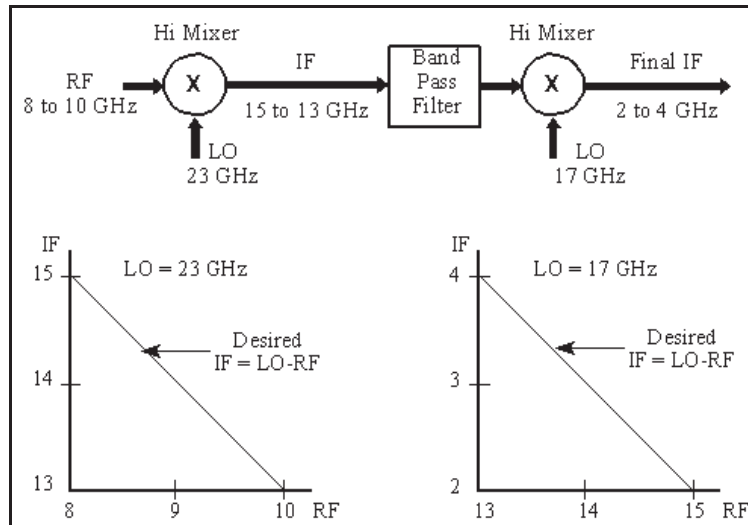 Hi Mixer
Hi Mixer
RF
8 to 10 GHz
X
IF
15 to 13 GHz
Band
Pass
Filter
X
Final IF
2 to 4 GHz
LO
23 GHz
LO
17 GHz
IF
15
14
13
8
9
10
RF
LO = 23 GHz
Desired
IF = LO-RF
IF
4
3
2
13
14
15
RF
LO = 17 GHz
Desired
IF = LO-RF